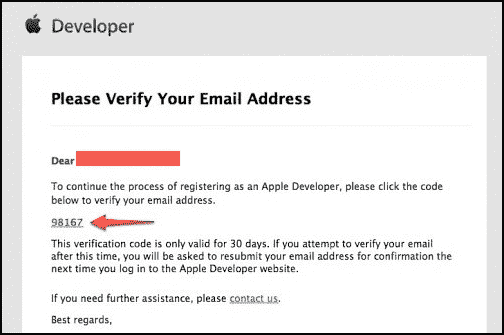 Developer
Please Verify Your Email Address
Dear
To continue the process of registering as an Apple Developer, please click the code
below to verify your email address.
98167
This verification code is only valid for 30 days. If you attempt to verify your email
after this time, you will be asked to resubmit your email address for confirmation the
next time you log in to the Apple Developer website.
If you need further assistance, please contact us.
Best regards,